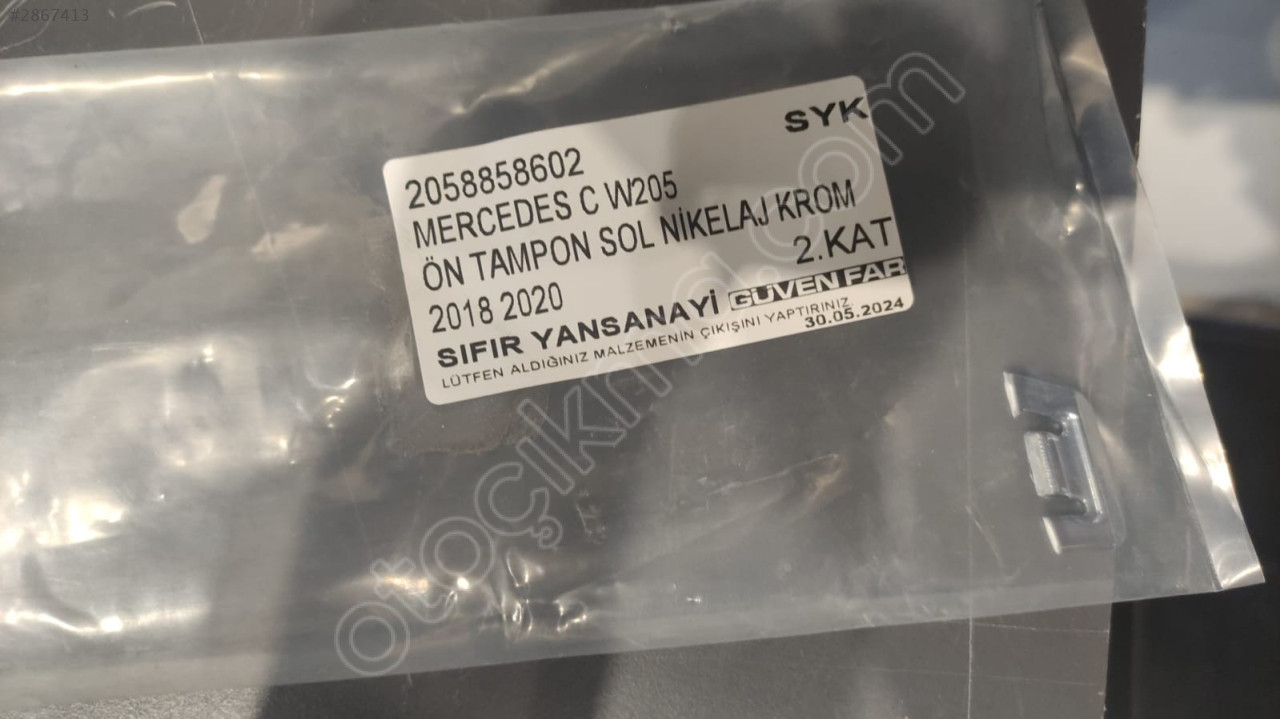 #2867413
SYK
2058858602
MERCEDES C W205
ÖN TAMPON SOL NİKELAJ KROM
2018 2020
2.KAT
SIFIR YANSANAYİ GÜVEN FAR
LÜTFEN ALDIĞINIZ MALZEMENİN ÇIKIŞINI YAPTIRINIZ
30.05.2024
otoçıkma.com